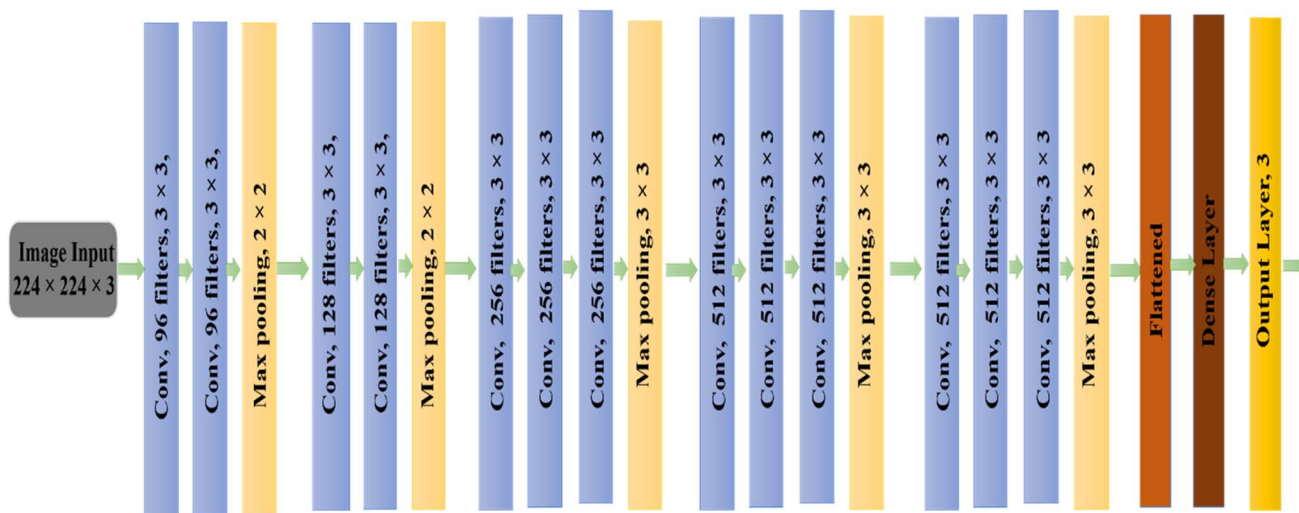 Image Input
224 × 224 × 3
Conv, 96 filters, 3 × 3,
Conv, 96 filters, 3 × 3,
Max pooling, 2 × 2
Conv, 128 filters, 3 × 3,
Conv, 128 filters, 3 × 3,
Max pooling, 2 × 2
Conv, 256 filters, 3 × 3
Conv, 256 filters, 3 × 3
Conv, 256 filters, 3 × 3
Max pooling, 3 × 3
Conv, 512 filters, 3 × 3
Conv, 512 filters, 3 × 3
Conv, 512 filters, 3 × 3
Max pooling, 3 × 3
Conv, 512 filters, 3 × 3
Conv, 512 filters, 3 × 3
Conv, 512 filters, 3 × 3
Max pooling, 3 × 3
Flattened
Dense Layer
Output Layer, 3